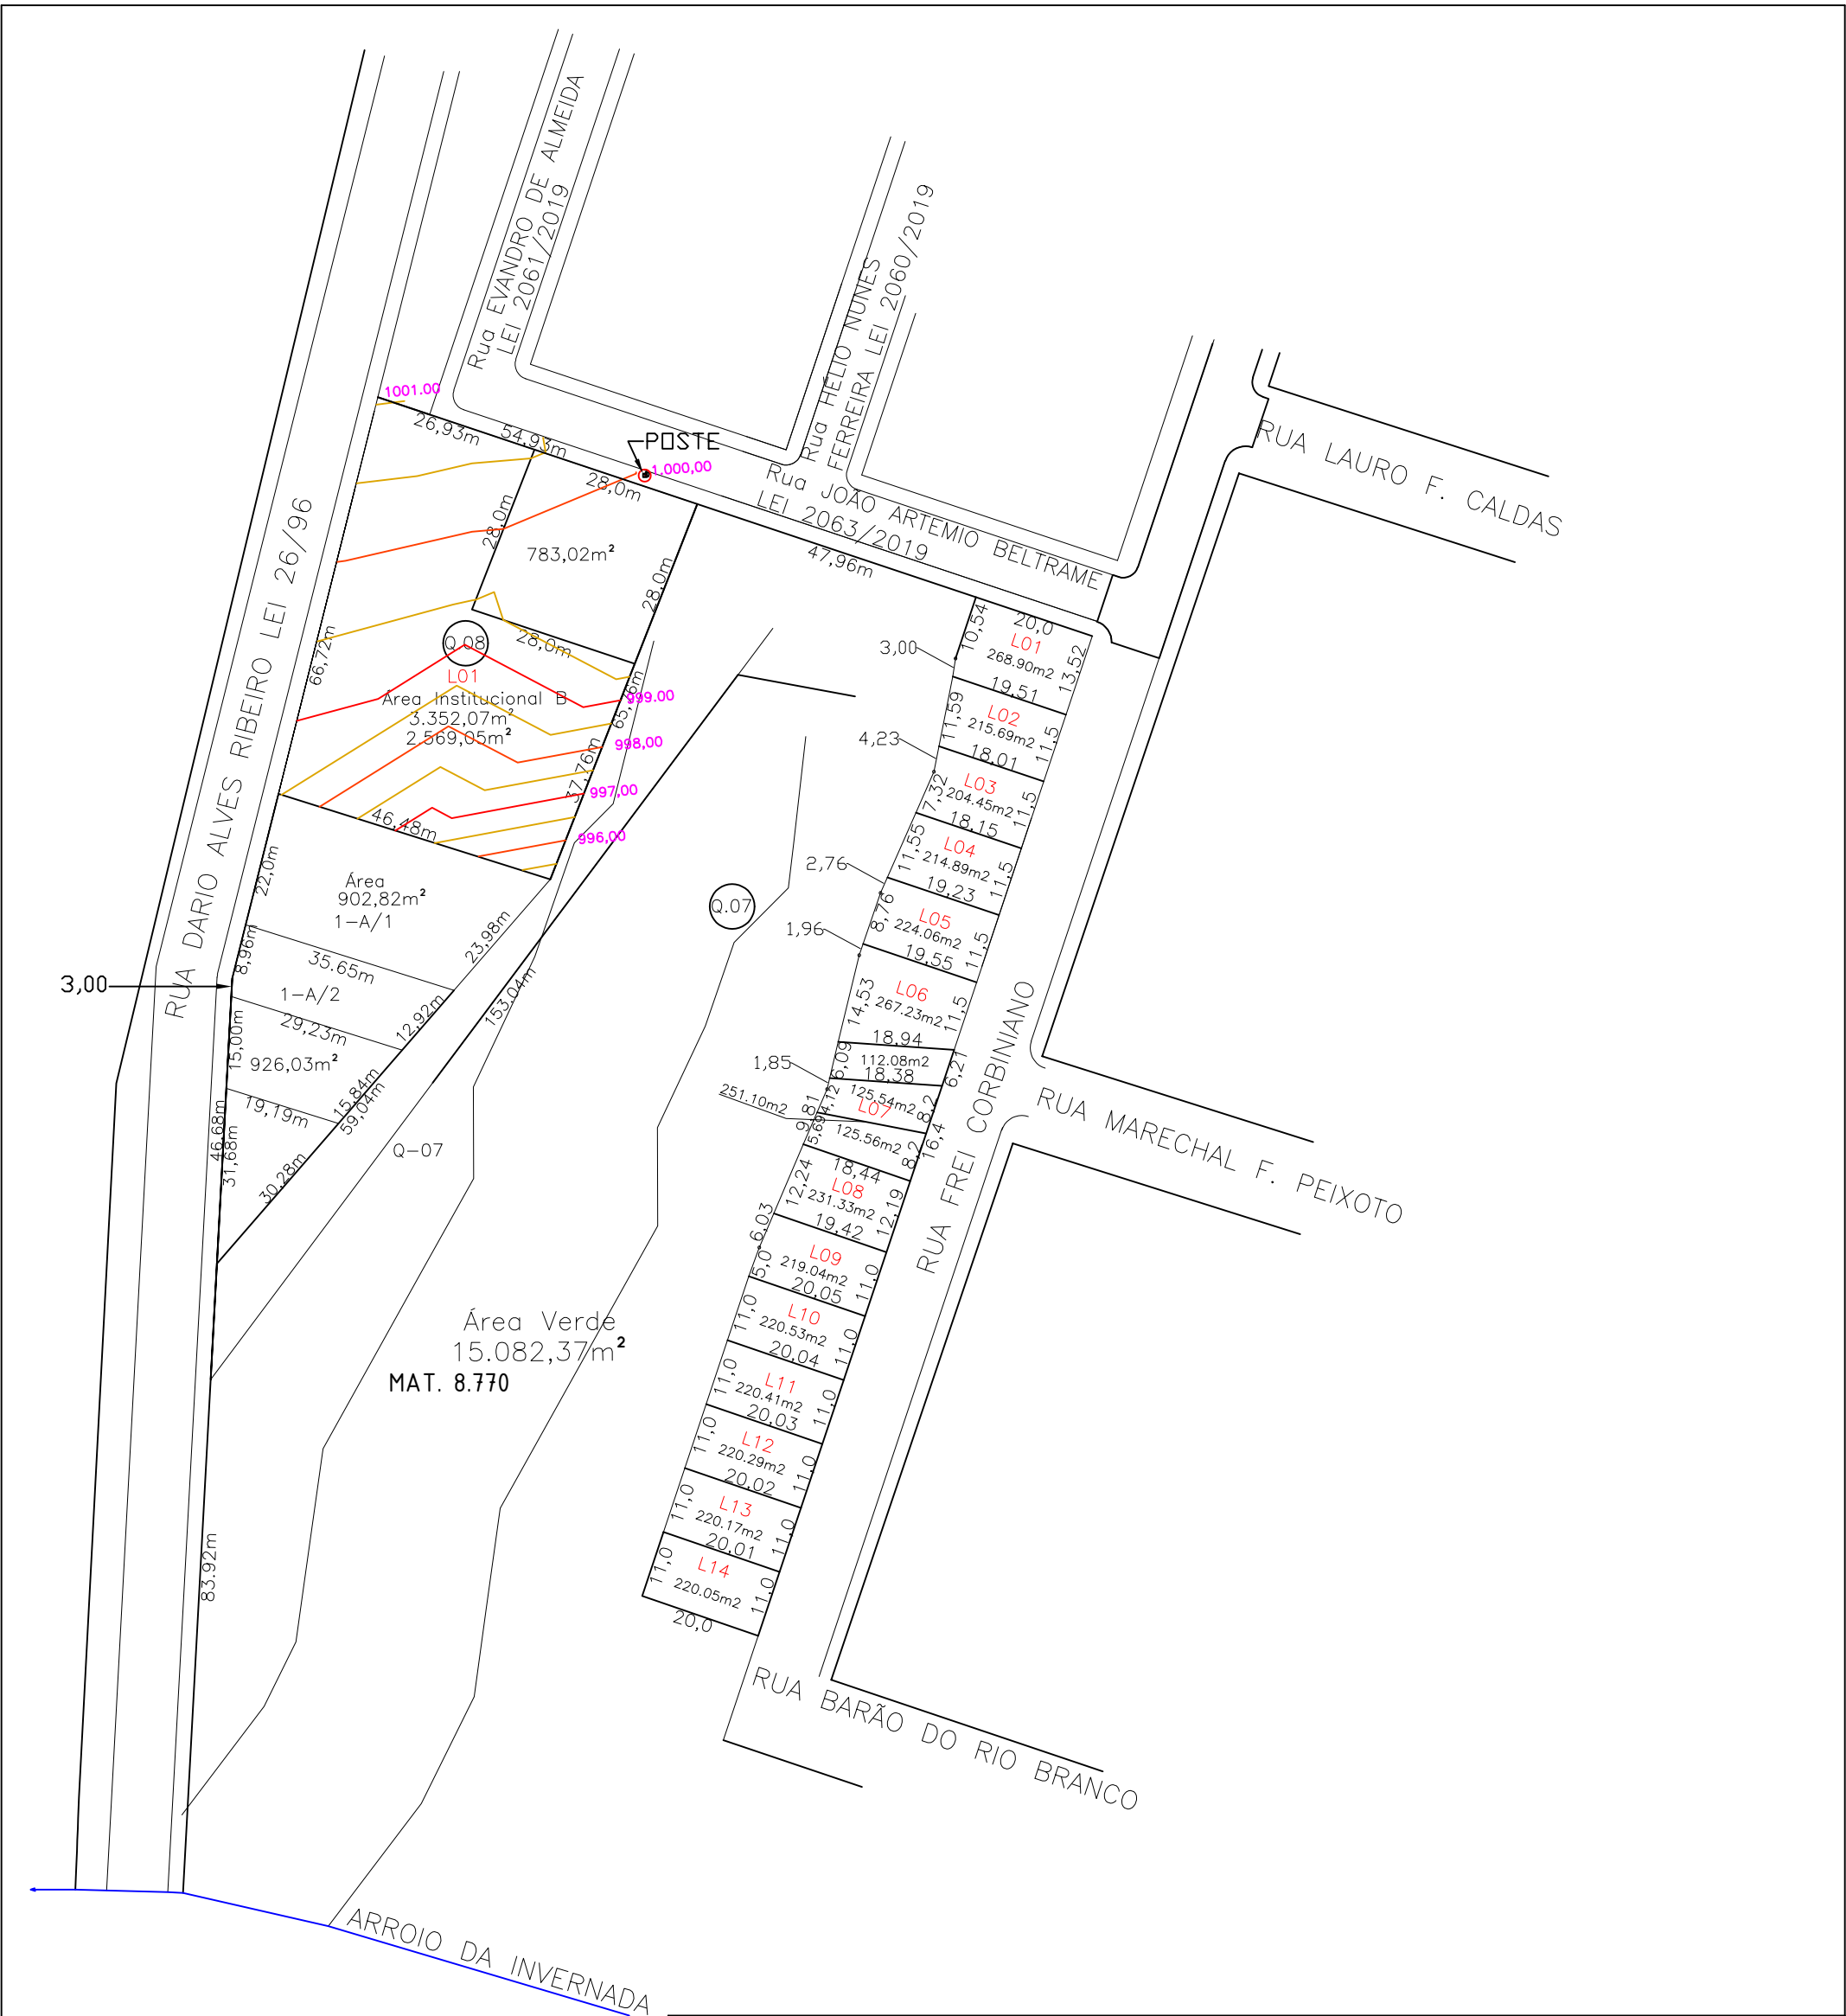 Rua EVANDRO DE ALMEIDA
LEI 2061/2019
Rua HÉLIO NUNES
FERREIRA LEI 2060/2019
RUA LAURO F. CALDAS
1001.00
26,93m
54,93m
POSTE
1.000,00
28,0m
Rua JOÃO ARTEMIO BELTRAME
LEI 2063/2019
47,96m
RUA DARIO ALVES RIBEIRO LEI 26/96
28,0m
783,02m²
28,0m
28,0m
66,72m
Q.08
L01
Área Institucional B
3.352,07m²
2.569,05m²
65,76m
999.00
998,00
37,76m
997,00
996,00
46,48m
22,0m
Área
902,82m²
1-A/1
23,98m
8,96m
35.65m
3,00
1-A/2
29,23m
12,92m
15,00m
926,03m²
15,84m
59,04m
19,19m
46,68m
31,68m
30,28m
153.04m
Q-07
Q.07
Área Verde
15.082,37m²
MAT. 8.770
83.92m
10,54
20,0
L01
268.90m2
13,52
3,00
19,51
11,59
L02
215.69m2
11,5
4,23
18,01
7,32
L03
204.45m2
11,5
18,15
11,55
L04
214.89m2
11,5
2,76
19,23
8,76
L05
224.06m2
11,5
1,96
19,55
14,53
L06
267.23m2
11,5
18,94
6,09
112.08m2
6,21
1,85
18,38
4,12
125,54m2
8,2
251.10m2
L07
9,81
5,69
125.56m2
8,2
16,4
18,44
12,24
L08
231.33m2
12,19
19,42
6,03
L09
219.04m2
5,0
11,0
20,05
L10
220.53m2
11,0
11,0
20,04
L11
220.41m2
11,0
11,0
20,03
L12
220.29m2
11,0
11,0
20,02
L13
220.17m2
11,0
11,0
20,01
L14
220.05m2
11,0
11,0
20,0
RUA FREI CORBINIANO
RUA MARECHAL F. PEIXOTO
RUA BARÃO DO RIO BRANCO
ARROIO DA INVERNADA